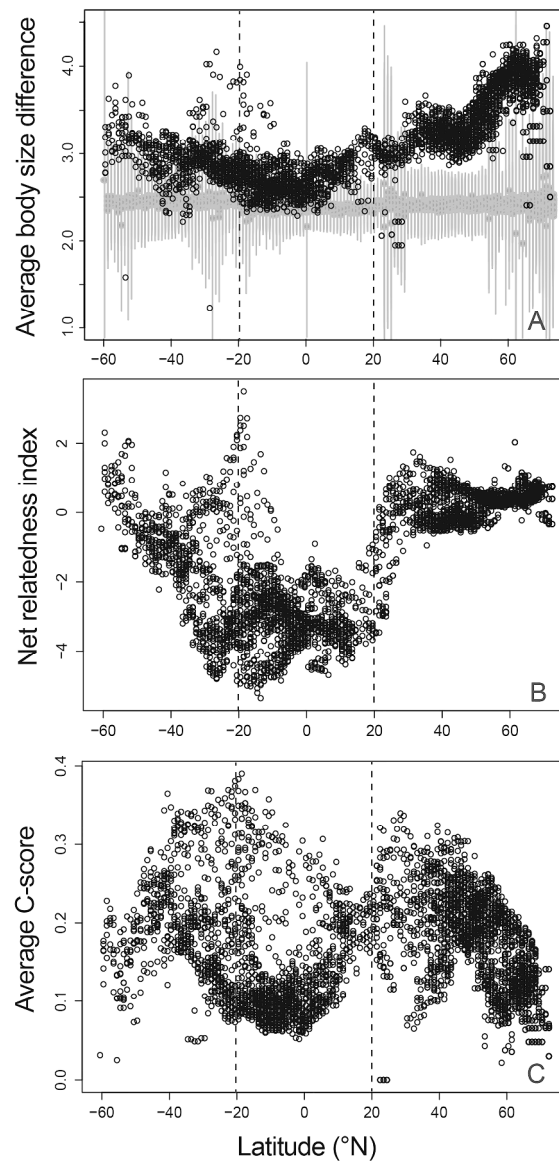 Average body size difference
4.0
3.0
2.0
1.0
A
−60 −40 −20 0 20 40 60
Net relatedness index
2
0
−2
−4
B
−60 −40 −20 0 20 40 60
Average C-score
0.4
0.3
0.2
0.1
0.0
C
−60 −40 −20 0 20 40 60
Latitude (°N)